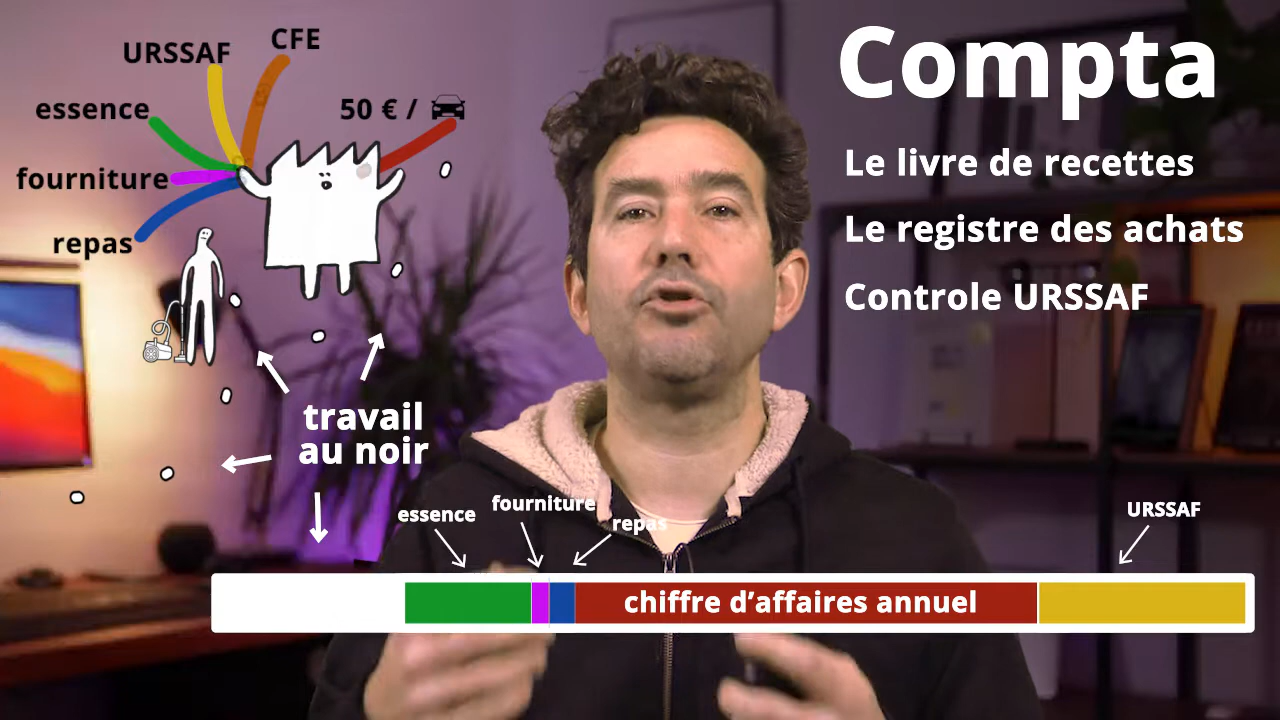 URSSAF
CFE
essence
50 € /
fourniture
repas
Compta
Le livre de recettes
Le registre des achats
Controle URSSAF
travail
au noir
essence
fourniture
repas
URSSAF
chiffre d’affaires annuel